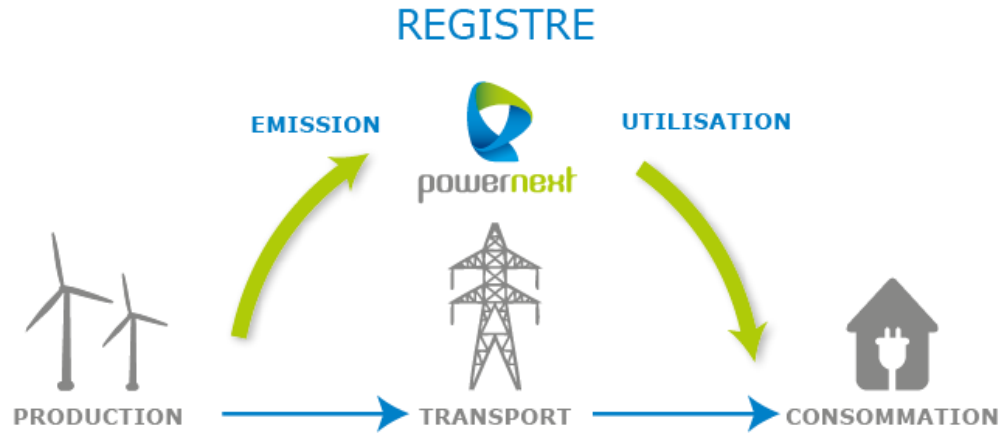 REGISTRE
EMISSION
UTILISATION
powernext
PRODUCTION
TRANSPORT
CONSOMMATION